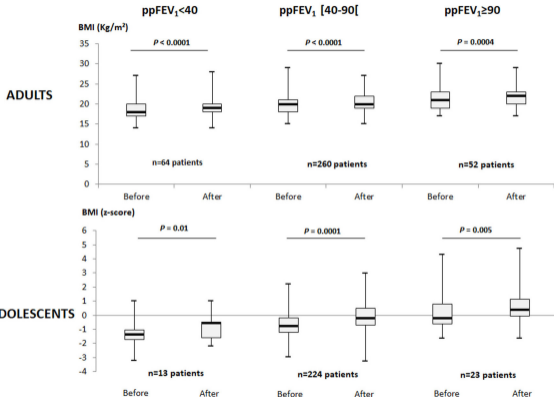 ppFEV₁<40 ppFEV₁ [40-90[ ppFEV₁≥90
BMI (Kg/m²)
P < 0.0001 P < 0.0001 P = 0.0004
ADULTS
35
30
25
20
15
10
5
0
n=64 patients n=260 patients n=52 patients
Before After Before After Before After
BMI (z-score)
P = 0.01 P = 0.0001 P = 0.005
DOLESCENTS
6
5
4
3
2
1
0
-1
-2
-3
-4
n=13 patients n=224 patients n=23 patients
Before After Before After Before After